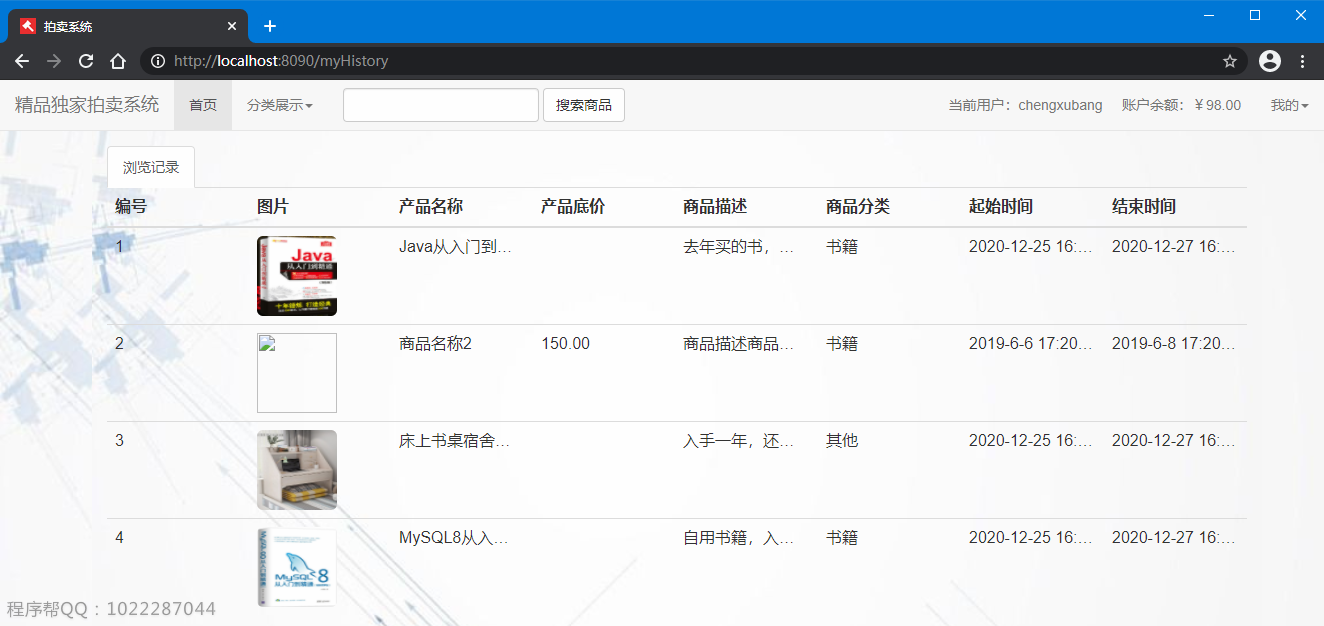 拍卖系统
http://localhost:8090/myHistory
精品独家拍卖系统 首页 分类展示 搜索商品 当前用户：chengxubang 账户余额：￥98.00 我的
浏览记录
编号 图片 产品名称 产品底价 商品描述 商品分类 起始时间 结束时间
1 Java从入门到… 去年买的书，… 书籍 2020-12-25 16:… 2020-12-27 16:…
Java
从入门到精通
2 商品名称2 150.00 商品描述商品… 书籍 2019-6-6 17:20… 2019-6-8 17:20…
3 床上书桌宿舍… 入手一年，还… 其他 2020-12-25 16:… 2020-12-27 16:…
4 MySQL8从入… 自用书籍，入… 书籍 2020-12-25 16:… 2020-12-27 16:…
MySQL 8
从入门到精通
程序帮QQ：1022287044